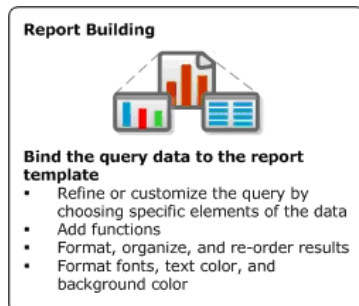 Report Building
Bind the query data to the report
template
▪ Refine or customize the query by
choosing specific elements of the data
▪ Add functions
▪ Format, organize, and re-order results
▪ Format fonts, text color, and
background color